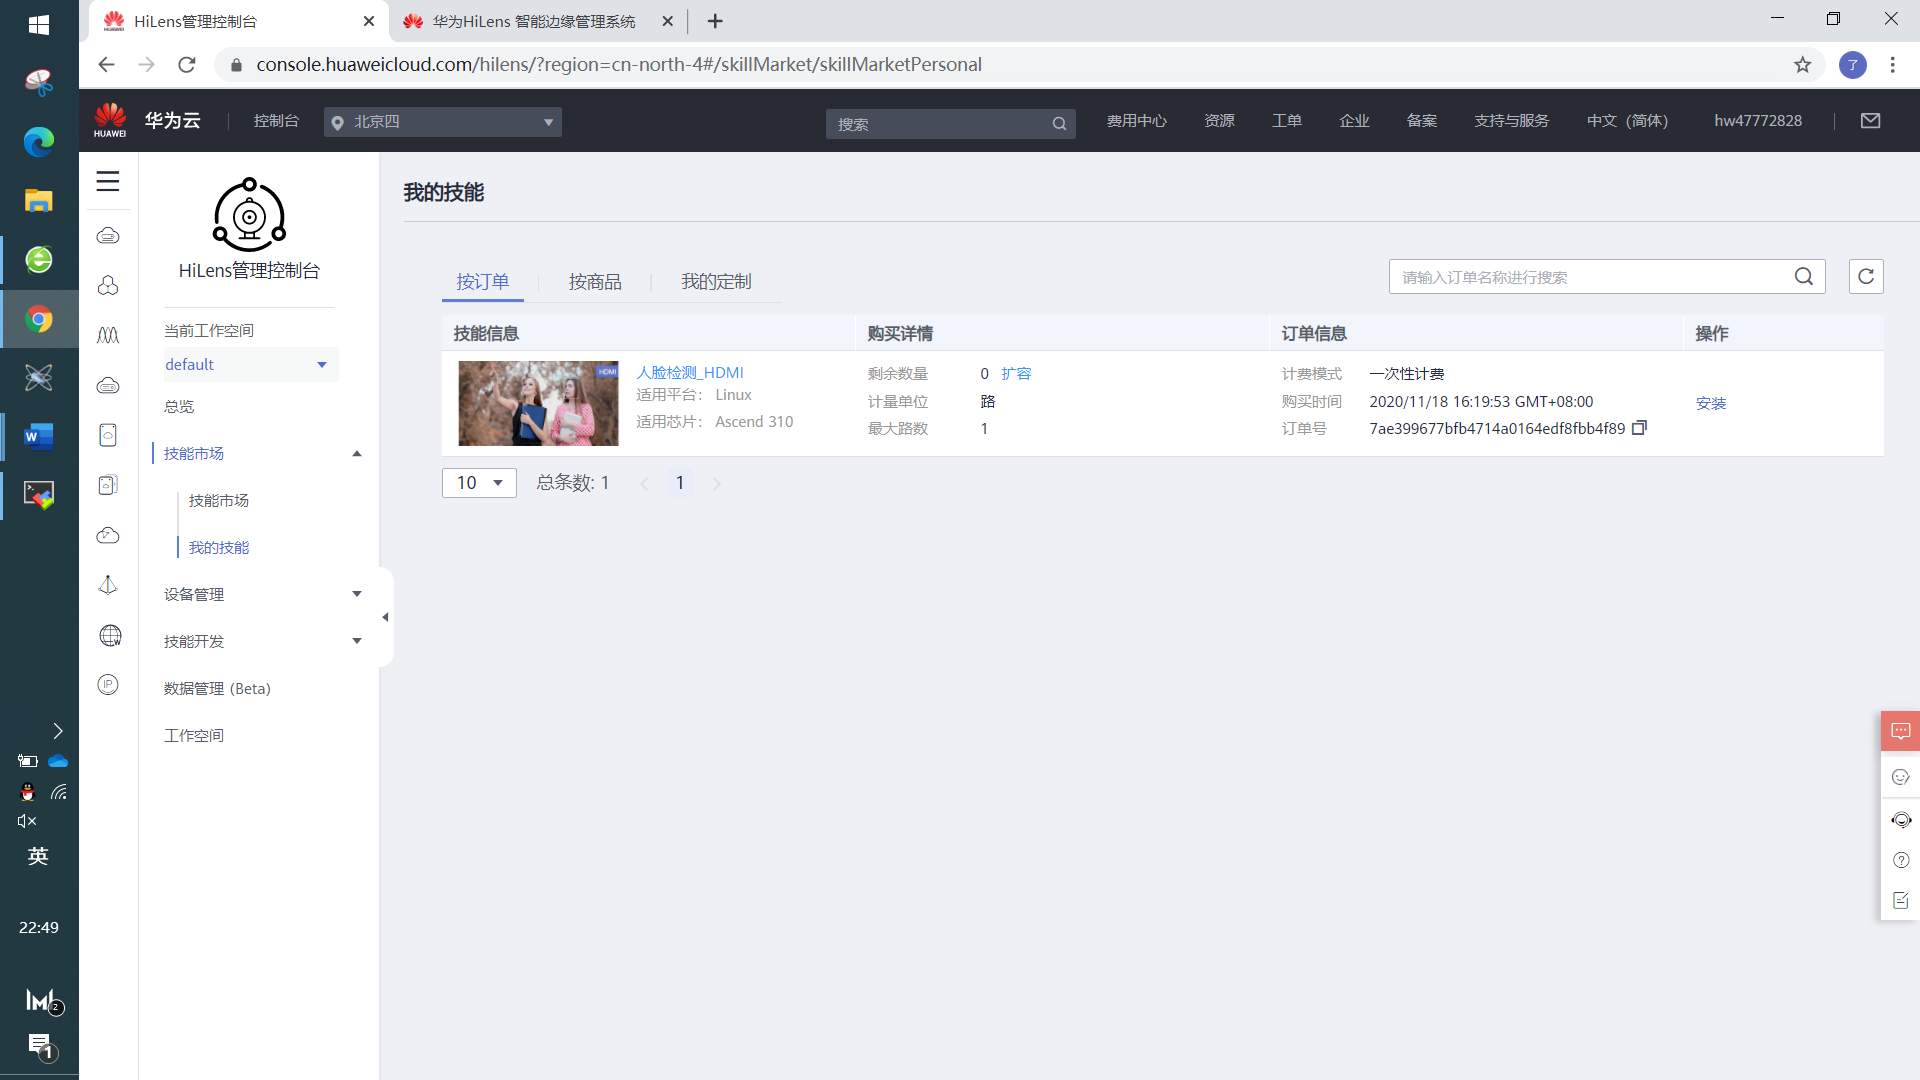 HiLens管理控制台
华为HiLens 智能边缘管理系统
console.huaweicloud.com/hilens/?region=cn-north-4#/skillMarket/skillMarketPersonal
了
HUAWEI
华为云
控制台
北京四
搜索
费用中心
资源
工单
企业
备案
支持与服务
中文（简体）
hw47772828
HiLens管理控制台
当前工作空间
default
总览
技能市场
技能市场
我的技能
设备管理
技能开发
数据管理 (Beta)
工作空间
我的技能
按订单
按商品
我的定制
请输入订单名称进行搜索
技能信息
购买详情
订单信息
操作
HDMI
人脸检测_HDMI
适用平台： Linux
适用芯片： Ascend 310
剩余数量 0 扩容
计量单位 路
最大路数 1
计费模式 一次性计费
购买时间 2020/11/18 16:19:53 GMT+08:00
订单号 7ae399677bfb4714a0164edf8fbb4f89
安装
10
总条数: 1
1
IP
英
22:49
2
1